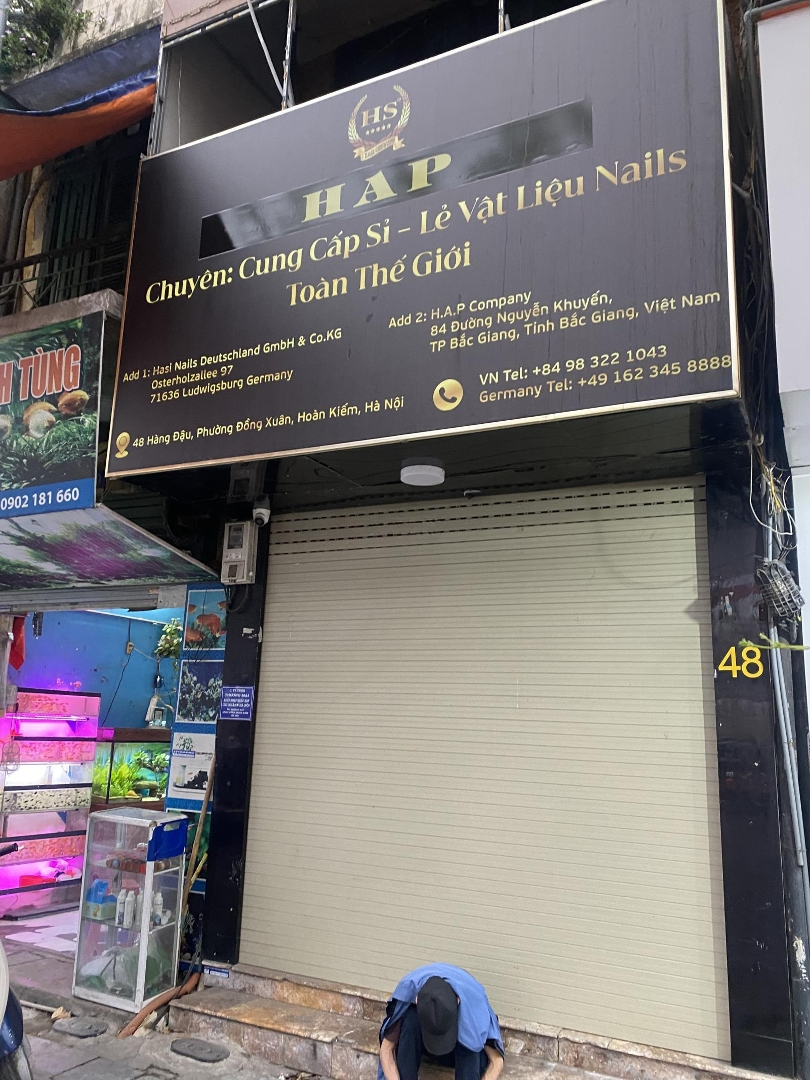 HS
HAP
Chuyên: Cung Cấp Sỉ – Lẻ Vật Liệu Nails
Toàn Thế Giới
Add 1: Hasi Nails Deutschland GmbH & Co.KG
Osterholzallee 97
71636 Ludwigsburg Germany
Add 2: H.A.P Company
84 Đường Nguyễn Khuyến,
TP Bắc Giang, Tỉnh Bắc Giang, Việt Nam
48 Hàng Đậu, Phường Đồng Xuân, Hoàn Kiếm, Hà Nội
VN Tel: +84 98 322 1043
Germany Tel: +49 162 345 8888
H TÙNG
0902 181 660
48